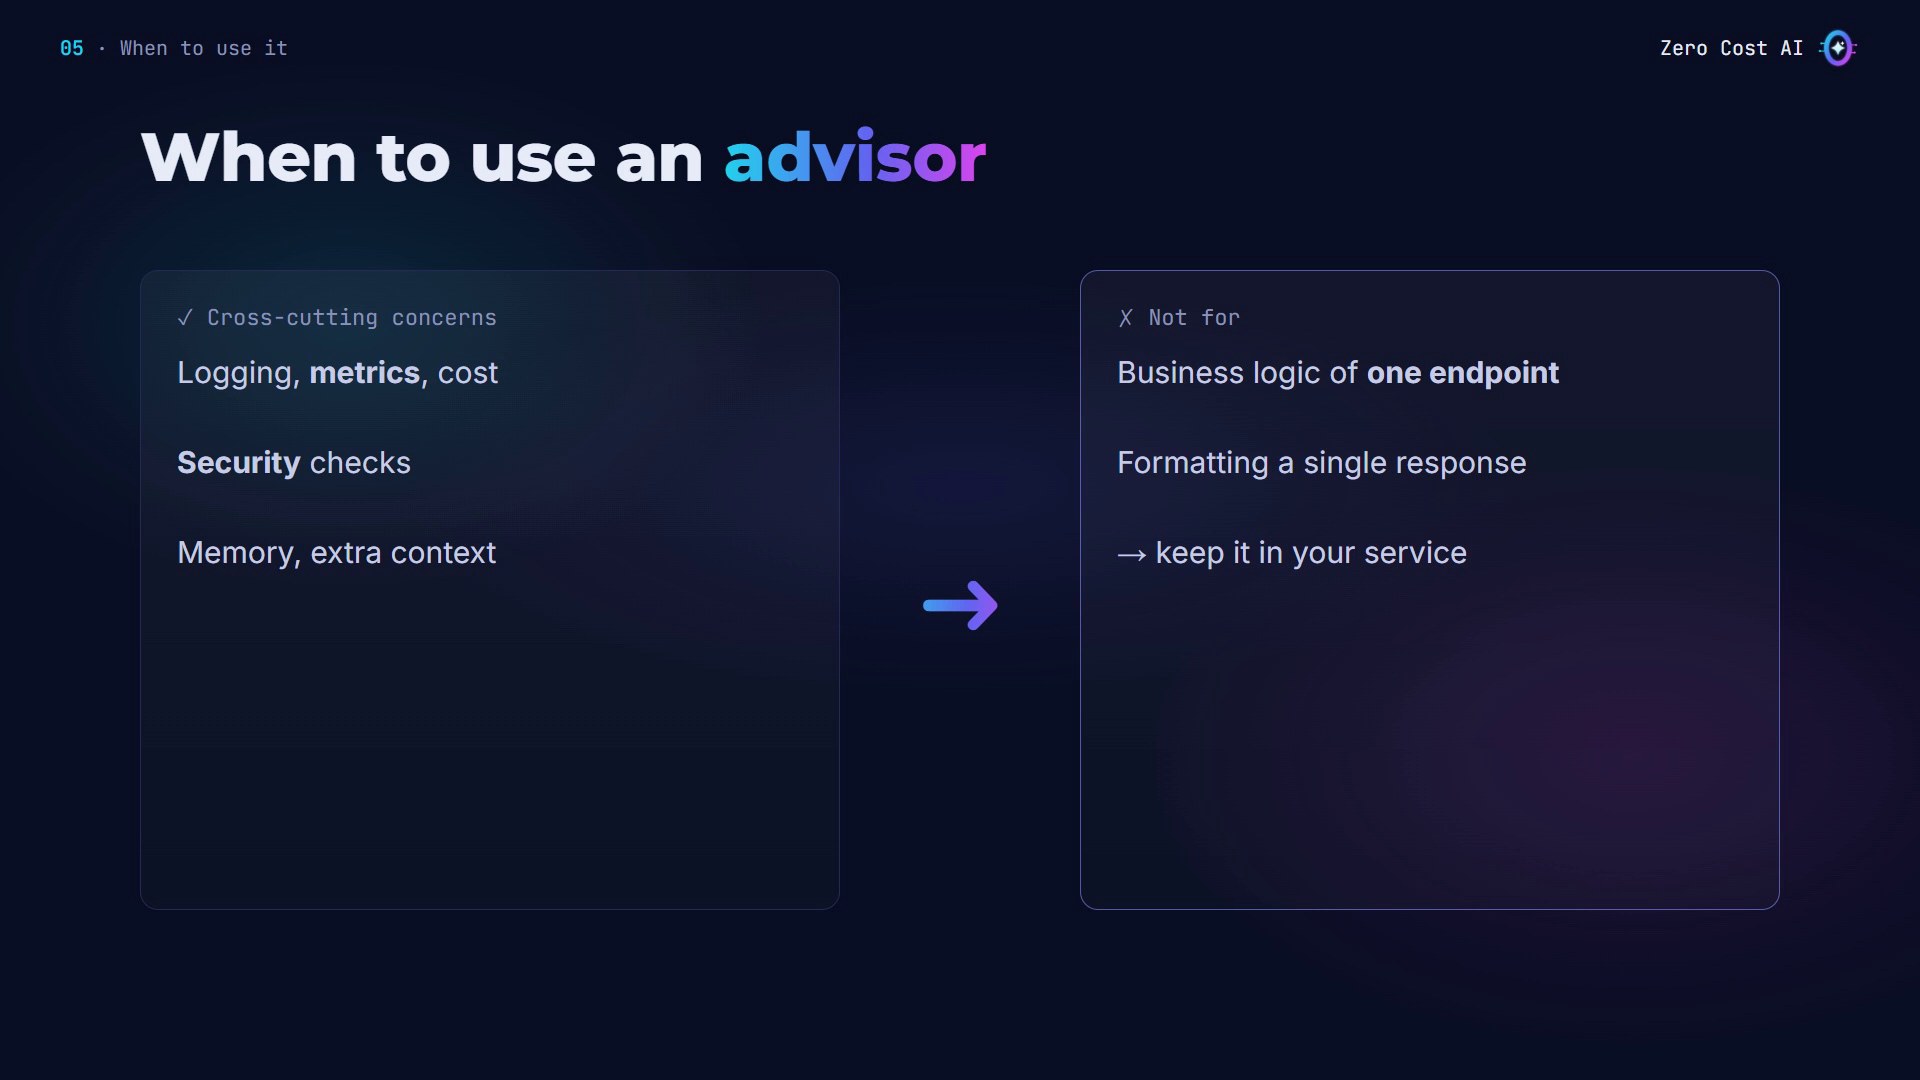 05 · When to use it
Zero Cost AI
When to use an advisor
✓ Cross-cutting concerns
Logging, metrics, cost
Security checks
Memory, extra context
→
✗ Not for
Business logic of one endpoint
Formatting a single response
→ keep it in your service